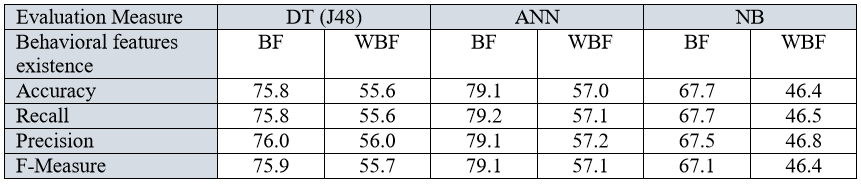 Evaluation Measure DT (J48) ANN NB
Behavioral features existence BF WBF BF WBF BF WBF
Accuracy 75.8 55.6 79.1 57.0 67.7 46.4
Recall 75.8 55.6 79.2 57.1 67.7 46.5
Precision 76.0 56.0 79.1 57.2 67.5 46.8
F-Measure 75.9 55.7 79.1 57.1 67.1 46.4